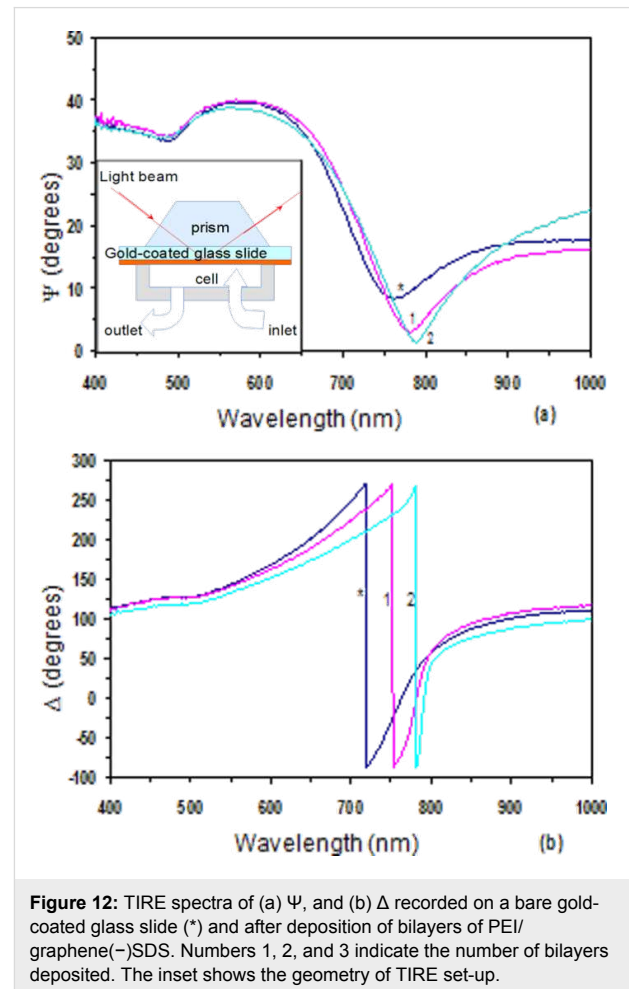 50
40
30
20
10
0
Ψ (degrees)
Light beam
prism
Gold-coated glass slide
cell
outlet
inlet
*
1
2
400 500 600 700 800 900 1000
Wavelength (nm)
(a)
300
250
200
150
100
50
0
-50
-100
Δ (degrees)
* 1 2
400 500 600 700 800 900 1000
Wavelength (nm)
(b)
Figure 12: TIRE spectra of (a) Ψ, and (b) Δ recorded on a bare gold-
coated glass slide (*) and after deposition of bilayers of PEI/
graphene(−)SDS. Numbers 1, 2, and 3 indicate the number of bilayers
deposited. The inset shows the geometry of TIRE set-up.